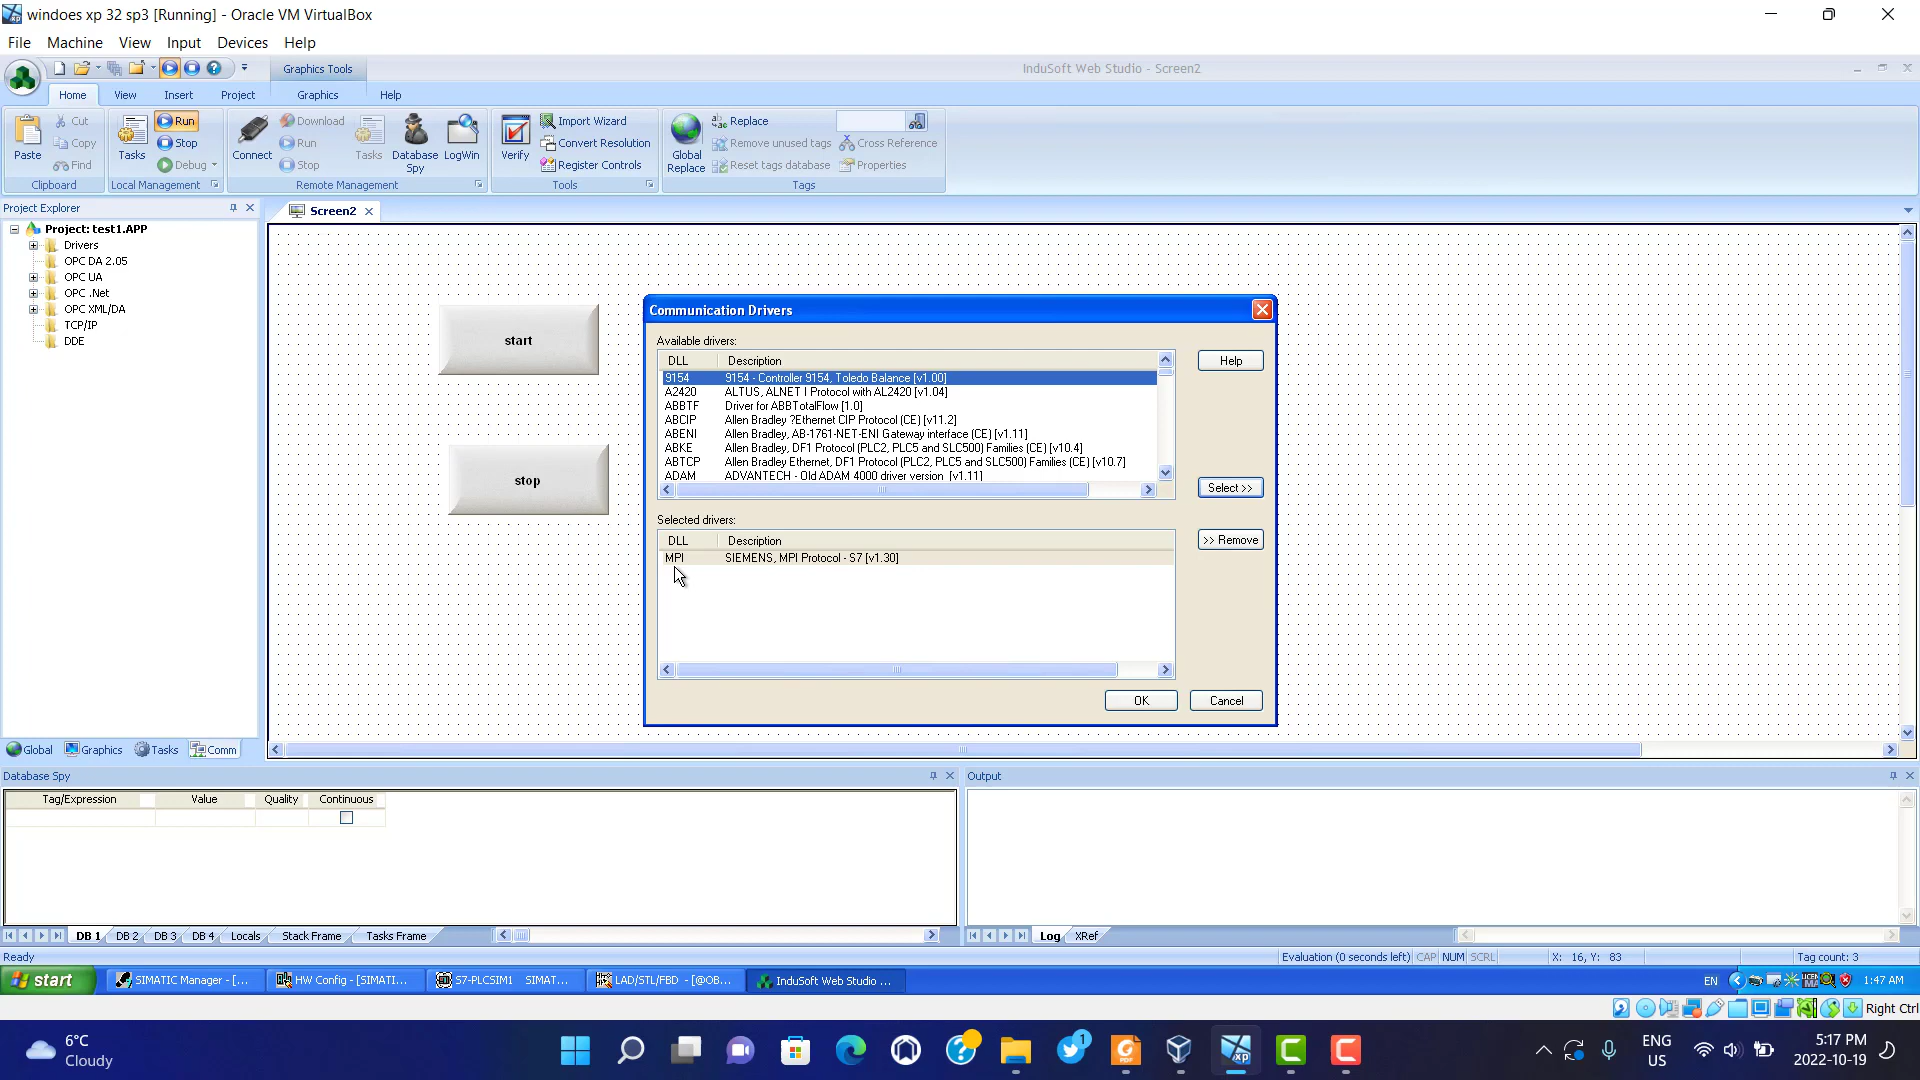 windoes xp 32 sp3 [Running] - Oracle VM VirtualBox
File Machine View Input Devices Help
Graphics Tools
InduSoft Web Studio - Screen2
Home View Insert Project Graphics Help
Paste
Cut
Copy
Find
Clipboard
Tasks
Run
Stop
Debug
Local Management
Connect
Download
Run
Stop
Tasks
Database Spy
LogWin
Remote Management
Verify
Import Wizard
Convert Resolution
Register Controls
Tools
Global Replace
Replace
Remove unused tags
Reset tags database
Cross Reference
Properties
Tags
Project Explorer
Project: test1.APP
Drivers
OPC DA 2.05
OPC UA
OPC .Net
OPC XML/DA
TCP/IP
DDE
Global Graphics Tasks Comm
Screen2
start
stop
Communication Drivers
Available drivers:
DLL Description
9154 9154 - Controller 9154, Toledo Balance [v1.00]
A2420 ALTUS, ALNET I Protocol with AL2420 [v1.04]
ABBTF Driver for ABBTotalFlow [1.0]
ABCIP Allen Bradley ?Ethernet CIP Protocol (CE) [v11.2]
ABENI Allen Bradley, AB-1761-NET-ENI Gateway interface (CE) [v1.11]
ABKE Allen Bradley, DF1 Protocol (PLC2, PLC5 and SLC500) Families (CE) [v10.4]
ABTCP Allen Bradley Ethernet, DF1 Protocol (PLC2, PLC5 and SLC500) Families (CE) [v10.7]
ADAM ADVANTECH - Old ADAM 4000 driver version [v1.11]
Help
Select >>
Selected drivers:
DLL Description
MPI SIEMENS, MPI Protocol - S7 [v1.30]
>> Remove
OK Cancel
Database Spy
Tag/Expression Value Quality Continuous
DB 1 DB 2 DB 3 DB 4 Locals Stack Frame Tasks Frame
Output
Log XRef
Ready
Evaluation (0 seconds left) CAP NUM SCRL X: 16, Y: 83 Tag count: 3
start
SIMATIC Manager - [...
HW Config - [SIMATI...
S7-PLCSIM1 SIMAT...
LAD/STL/FBD - [@OB...
InduSoft Web Studio ...
EN
1:47 AM
Right Ctrl
6°C
Cloudy
1
ENG
US
5:17 PM
2022-10-19